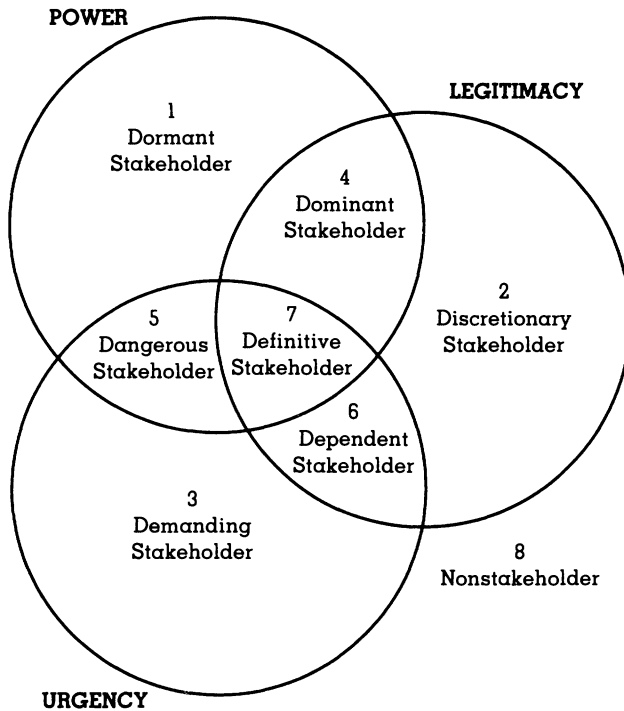 POWER
LEGITIMACY
1
Dormant
Stakeholder
4
Dominant
Stakeholder
2
Discretionary
Stakeholder
5
Dangerous
Stakeholder
7
Definitive
Stakeholder
6
Dependent
Stakeholder
3
Demanding
Stakeholder
8
Nonstakeholder
URGENCY